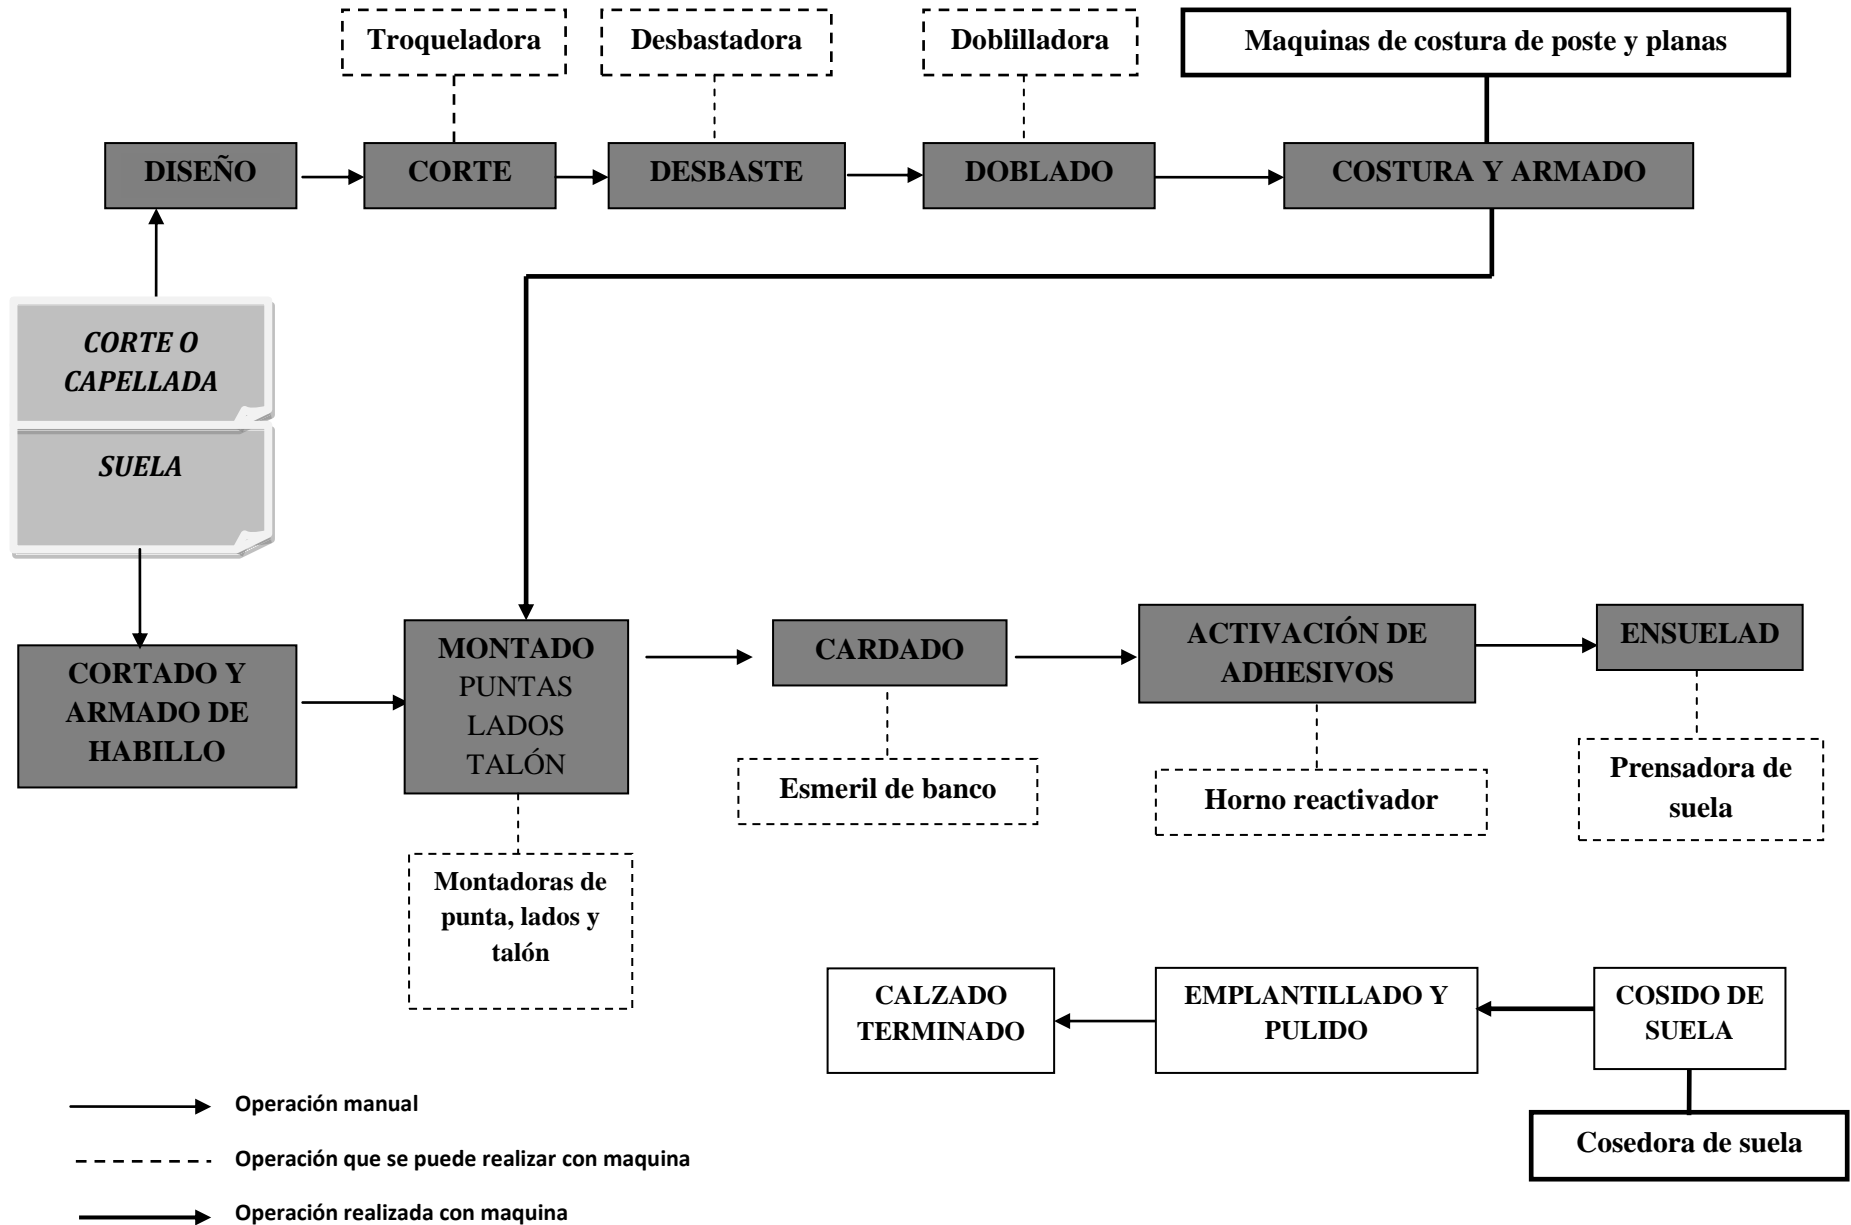 Troqueladora
Desbastadora
Doblilladora
Maquinas de costura de poste y planas
DISEÑO
CORTE
DESBASTE
DOBLADO
COSTURA Y ARMADO
CORTE O
CAPELLADA
SUELA
CORTADO Y
ARMADO DE
HABILLO
MONTADO
PUNTAS
LADOS
TALÓN
CARDADO
ACTIVACIÓN DE
ADHESIVOS
ENSUELAD
Montadoras de
punta, lados y
talón
Esmeril de banco
Horno reactivador
Prensadora de
suela
CALZADO
TERMINADO
EMPLANTILLADO Y
PULIDO
COSIDO DE
SUELA
Cosedora de suela
Operación manual
Operación que se puede realizar con maquina
Operación realizada con maquina